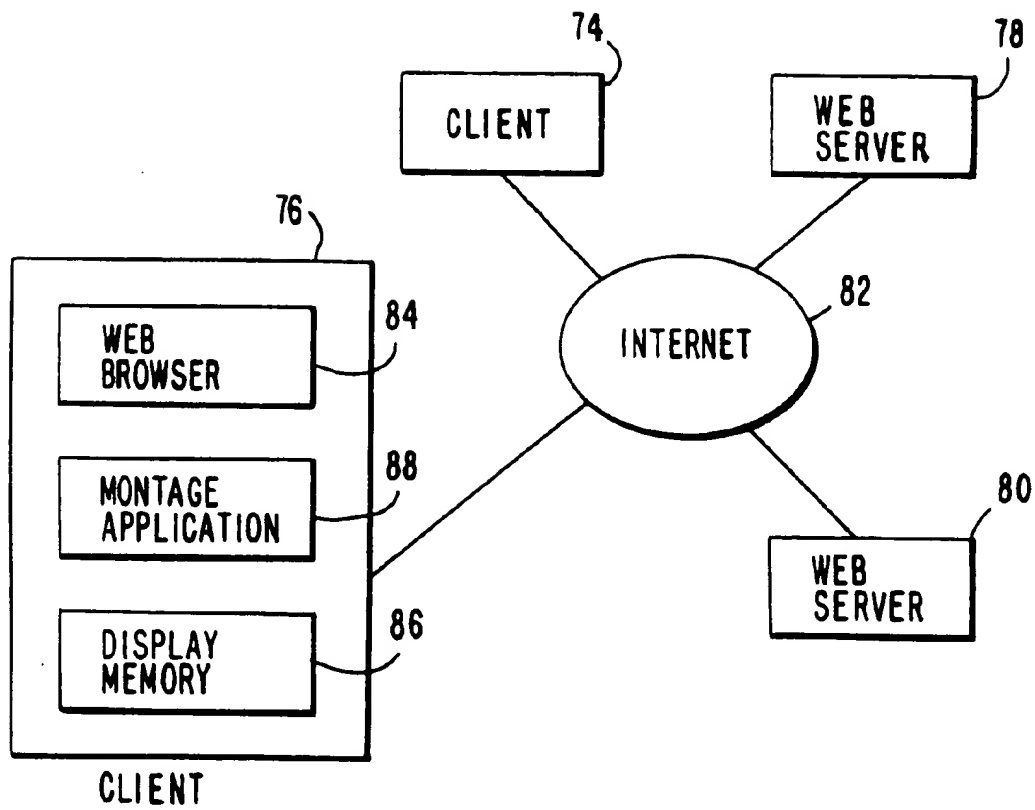 74
78
CLIENT
WEB
SERVER
76
84
82
WEB
BROWSER
INTERNET
88
MONTAGE
APPLICATION
80
WEB
SERVER
86
DISPLAY
MEMORY
CLIENT